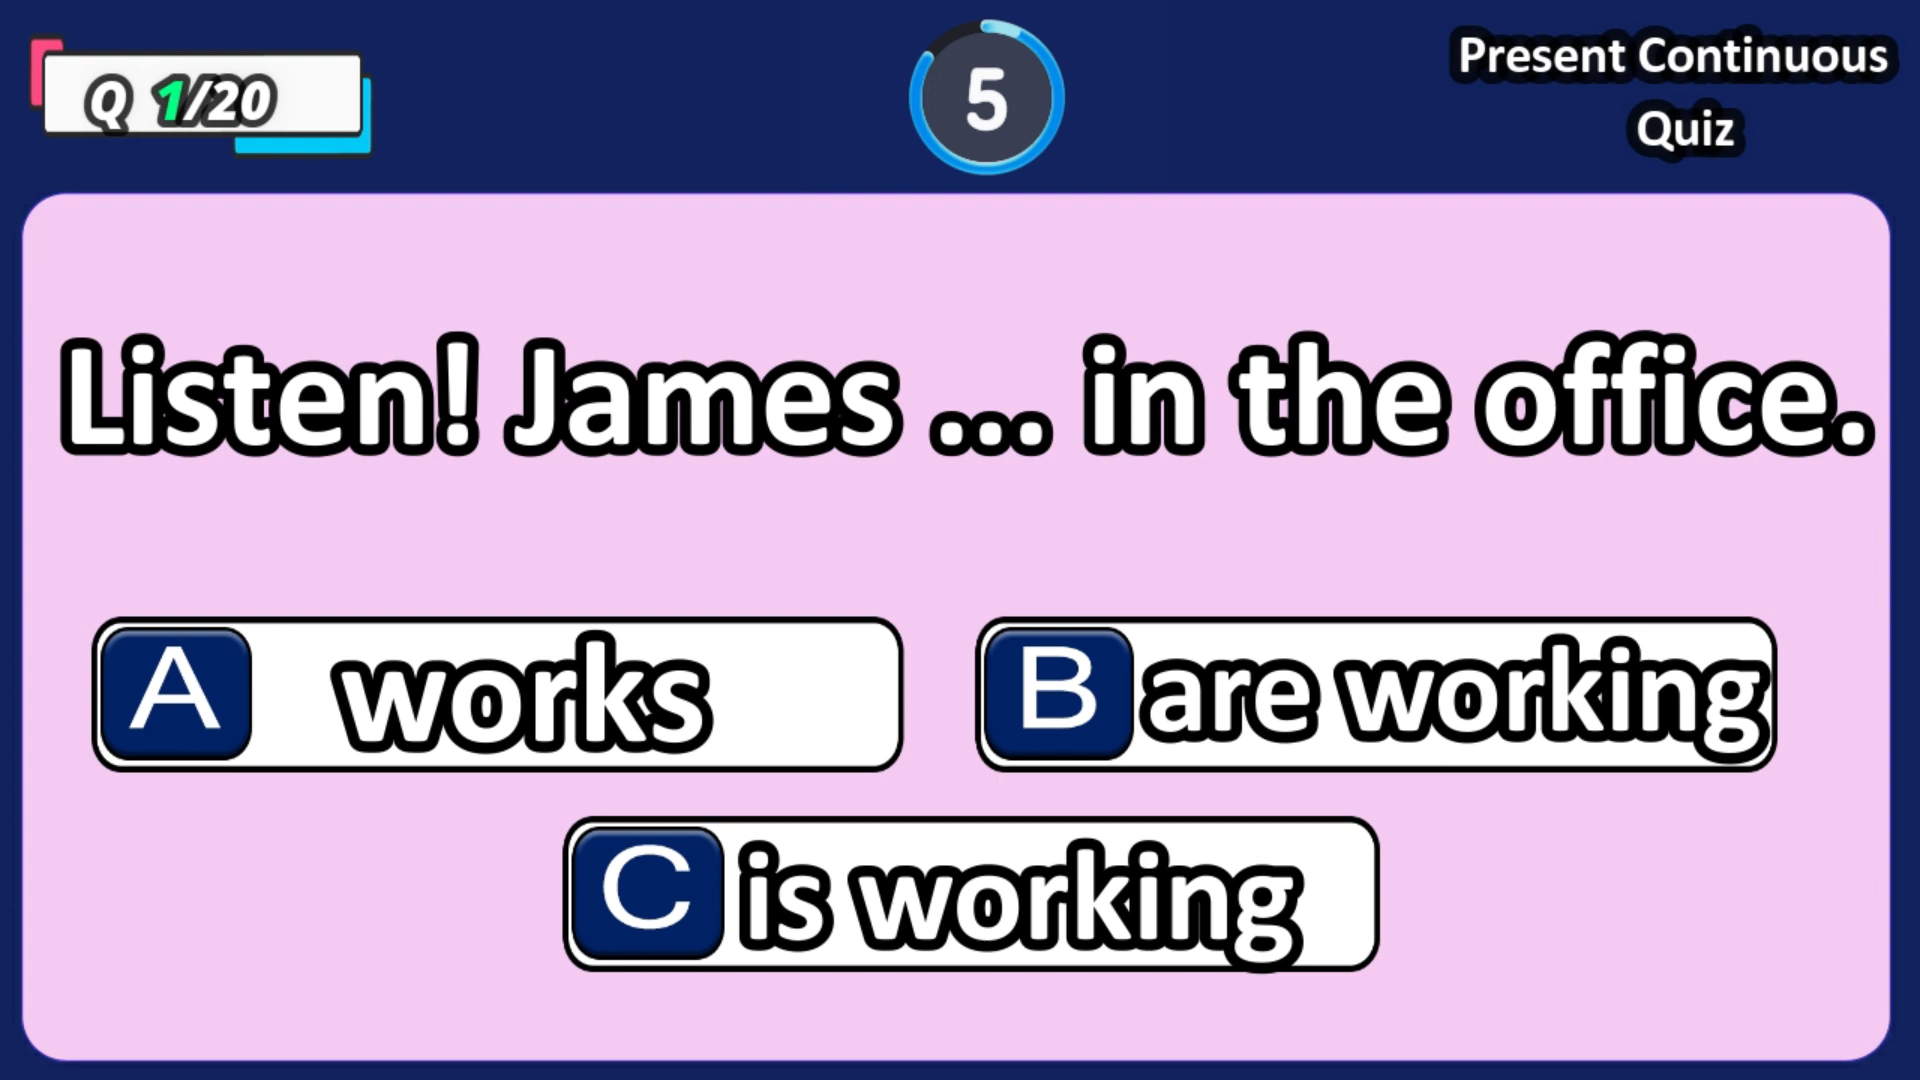 Q 1/20
5
Present Continuous
Quiz
Listen! James ... in the office.
A works
B are working
C is working